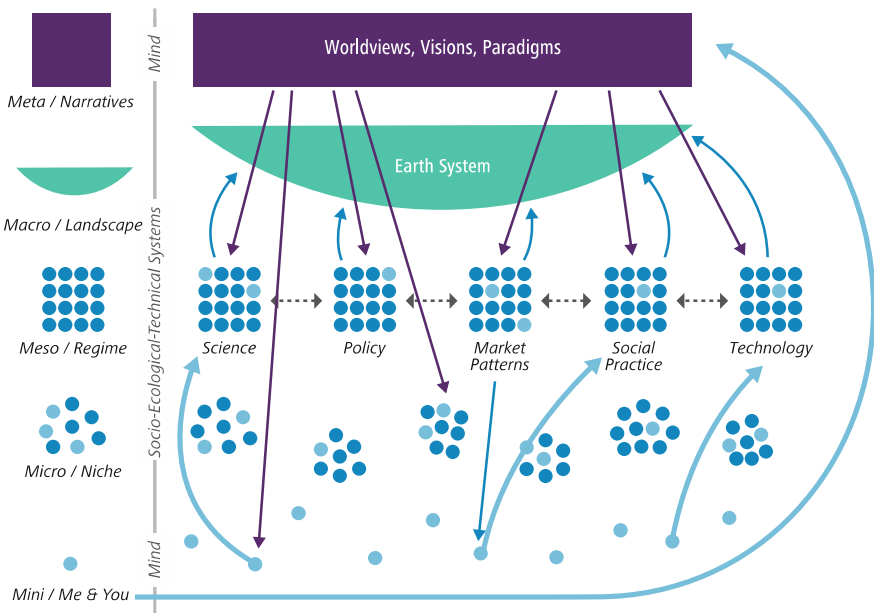 Mind
Worldviews, Visions, Paradigms
Meta / Narratives
Earth System
Macro / Landscape
Socio-Ecological-Technical Systems
Meso / Regime
Science
Policy
Market
Patterns
Social
Practice
Technology
Micro / Niche
Mind
Mini / Me & You